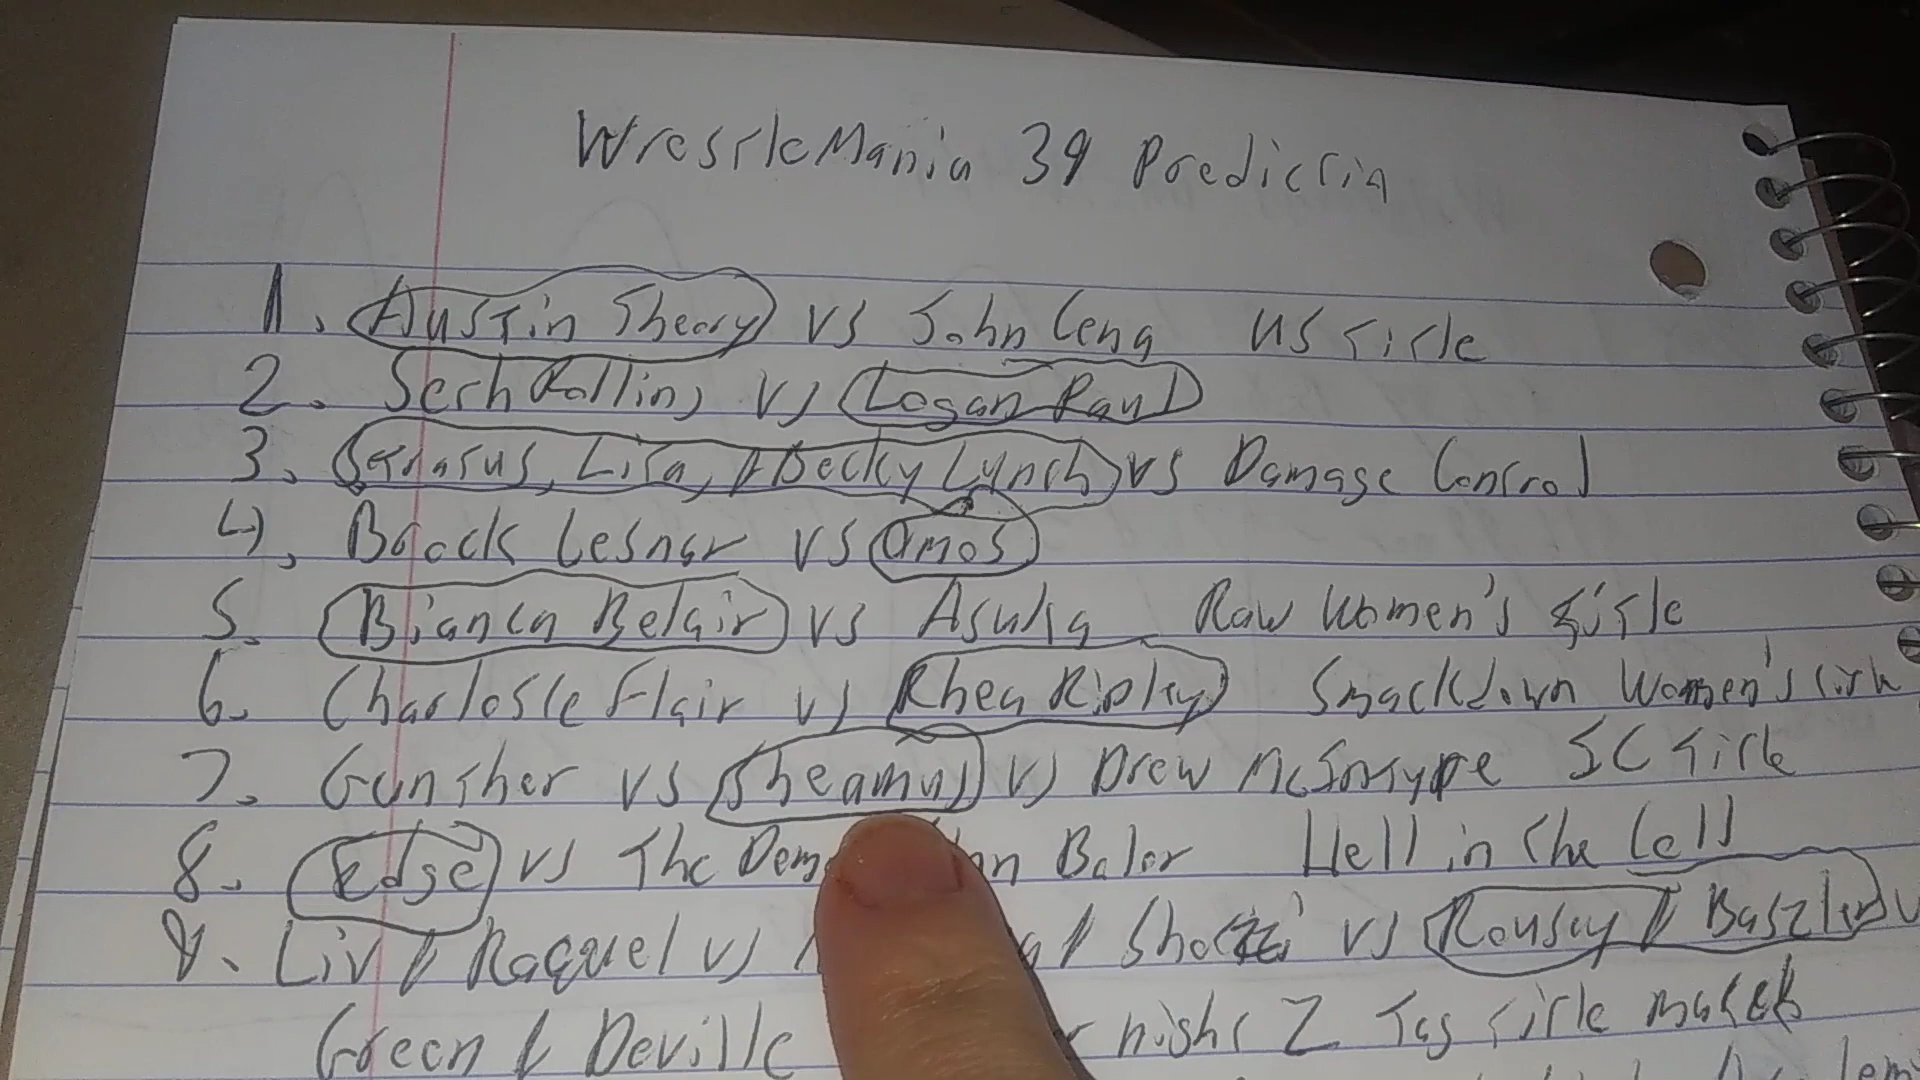 WrestleMania 39 Predictin
1. Austin Theory vs John Cena US Title
2. Seth Rollins vs Logan Paul
3. Stratus, Lita, & Becky Lynch vs Damage Control
4. Brock Lesnar vs Omos
5. Bianca Belair vs Asuka Raw Women's title
6. Charlotte Flair vs Rhea Ripley Smackdown Women's title
7. Gunther vs Sheamus vs Drew McIntype IC Title
8. Edge vs The Balor Hell in The Cell
9. Liv & Raquel vs & Shotzi vs Rousey & Baszler v
Green & Deville night 2 Tag title match